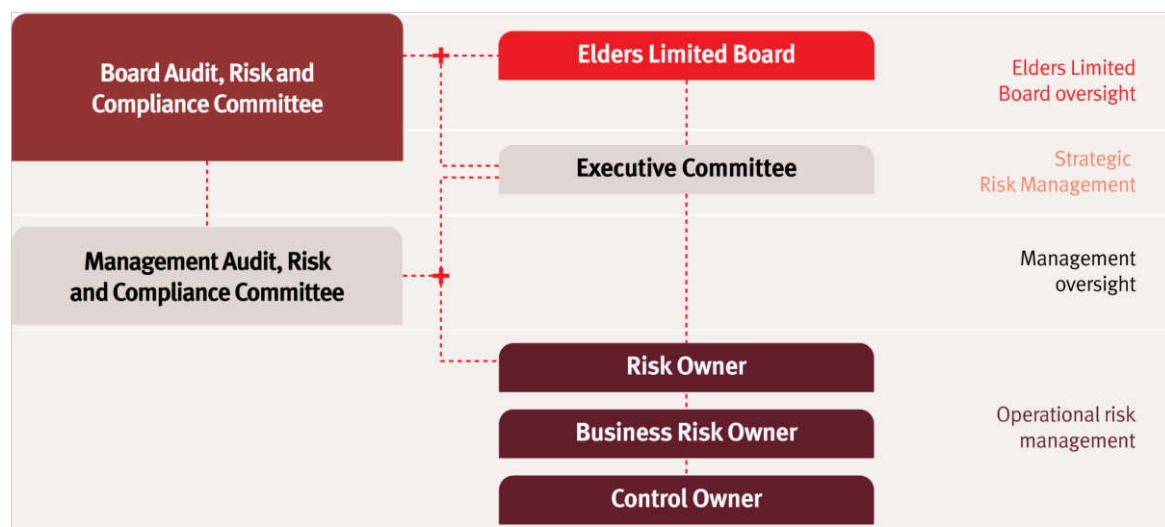 Board Audit, Risk and
Compliance Committee
Elders Limited Board
Elders Limited
Board oversight
Executive Committee
Strategic
Risk Management
Management Audit, Risk
and Compliance Committee
Management
oversight
Risk Owner
Business Risk Owner
Control Owner
Operational risk
management